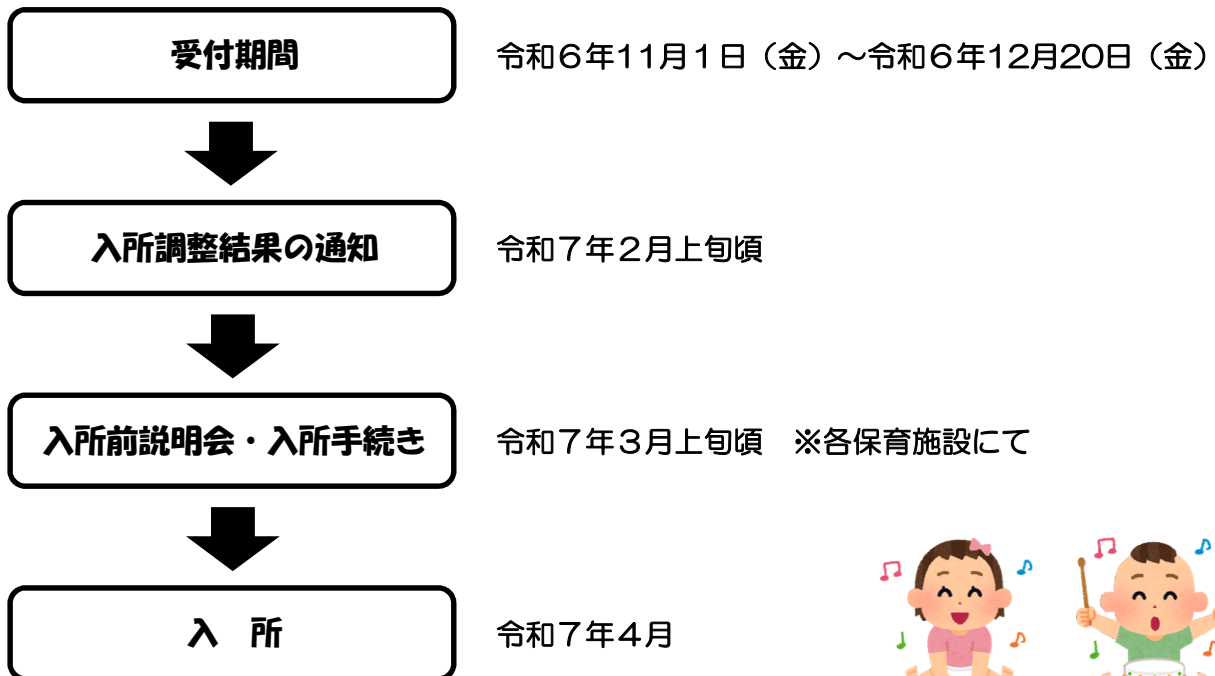 受付期間　令和６年11月１日（金）～令和６年12月20日（金）
入所調整結果の通知　令和７年２月上旬頃
入所前説明会・入所手続き　令和７年３月上旬頃　※各保育施設にて
入　所　令和７年４月